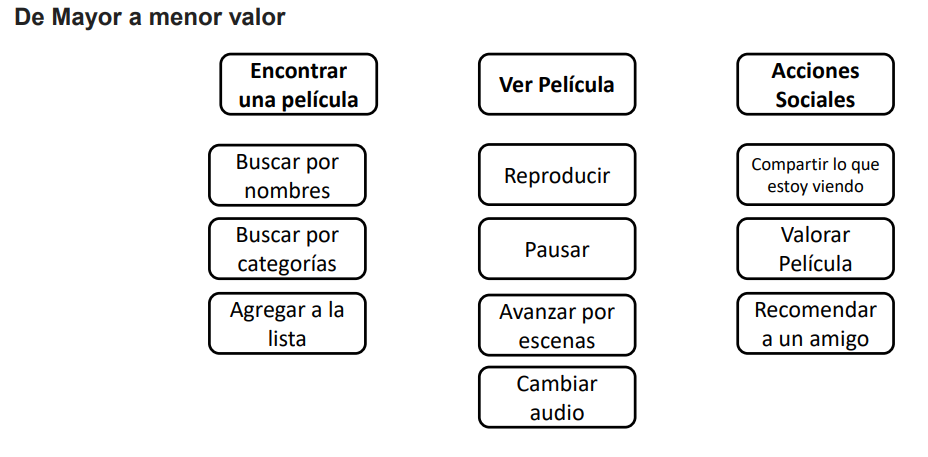 De Mayor a menor valor
Encontrar
una película
Ver Película
Acciones
Sociales
Buscar por
nombres
Reproducir
Compartir lo que
estoy viendo
Buscar por
categorías
Pausar
Valorar
Película
Agregar a la
lista
Avanzar por
escenas
Recomendar
a un amigo
Cambiar
audio